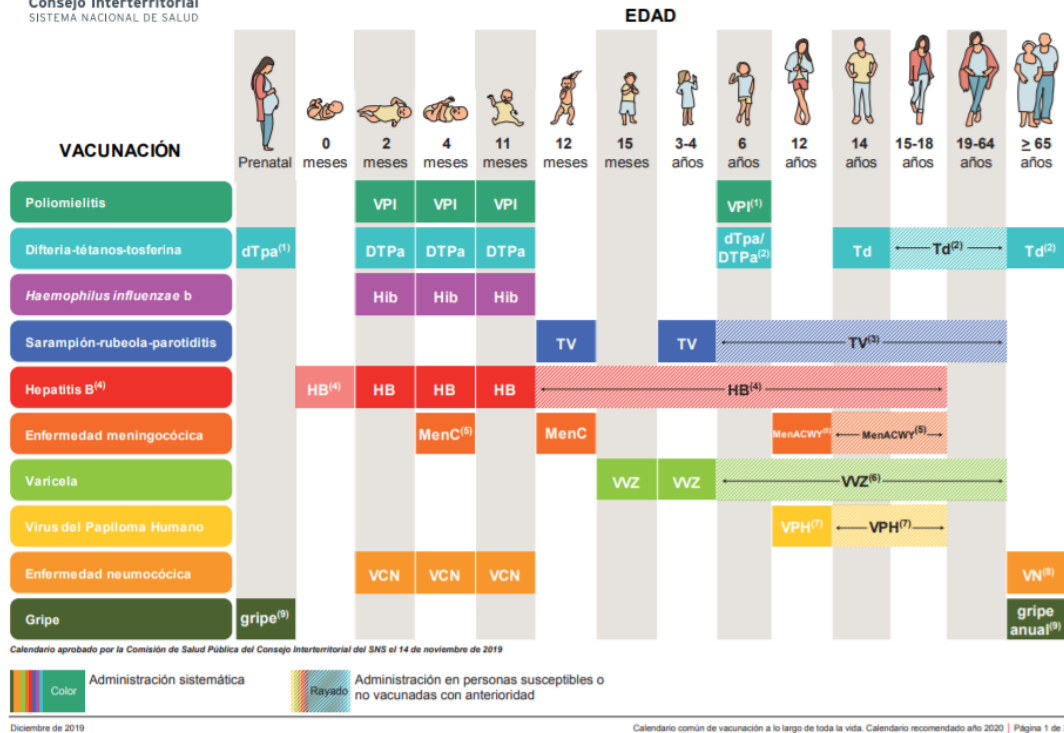 Consejo Interterritorial
SISTEMA NACIONAL DE SALUD
EDAD
VACUNACIÓN
Prenatal
0 meses
2 meses
4 meses
11 meses
12 meses
15 meses
3-4 años
6 años
12 años
14 años
15-18 años
19-64 años
≥ 65 años
Poliomielitis
VPI VPI VPI VPI(1)
Difteria-tétanos-tosferina
dTpa(1) DTPa DTPa DTPa dTpa/ DTPa(2) Td Td(2) Td(2)
Haemophilus influenzae b
Hib Hib Hib
Sarampión-rubeola-parotiditis
TV TV TV(3)
Hepatitis B(4)
HB(4) HB HB HB HB(4)
Enfermedad meningocócica
MenC(5) MenC MenACWY(5) MenACWY(5)
Varicela
VVZ VVZ VVZ(6)
Virus del Papiloma Humano
VPH(7) VPH(7)
Enfermedad neumocócica
VCN VCN VCN VN(8)
Gripe
gripe(9) gripe anual(9)
Calendario aprobado por la Comisión de Salud Pública del Consejo Interterritorial del SNS el 14 de noviembre de 2019
Color
Administración sistemática
Rayado
Administración en personas susceptibles o
no vacunadas con anterioridad
Diciembre de 2019
Calendario común de vacunación a lo largo de toda la vida. Calendario recomendado año 2020 | Página 1 de